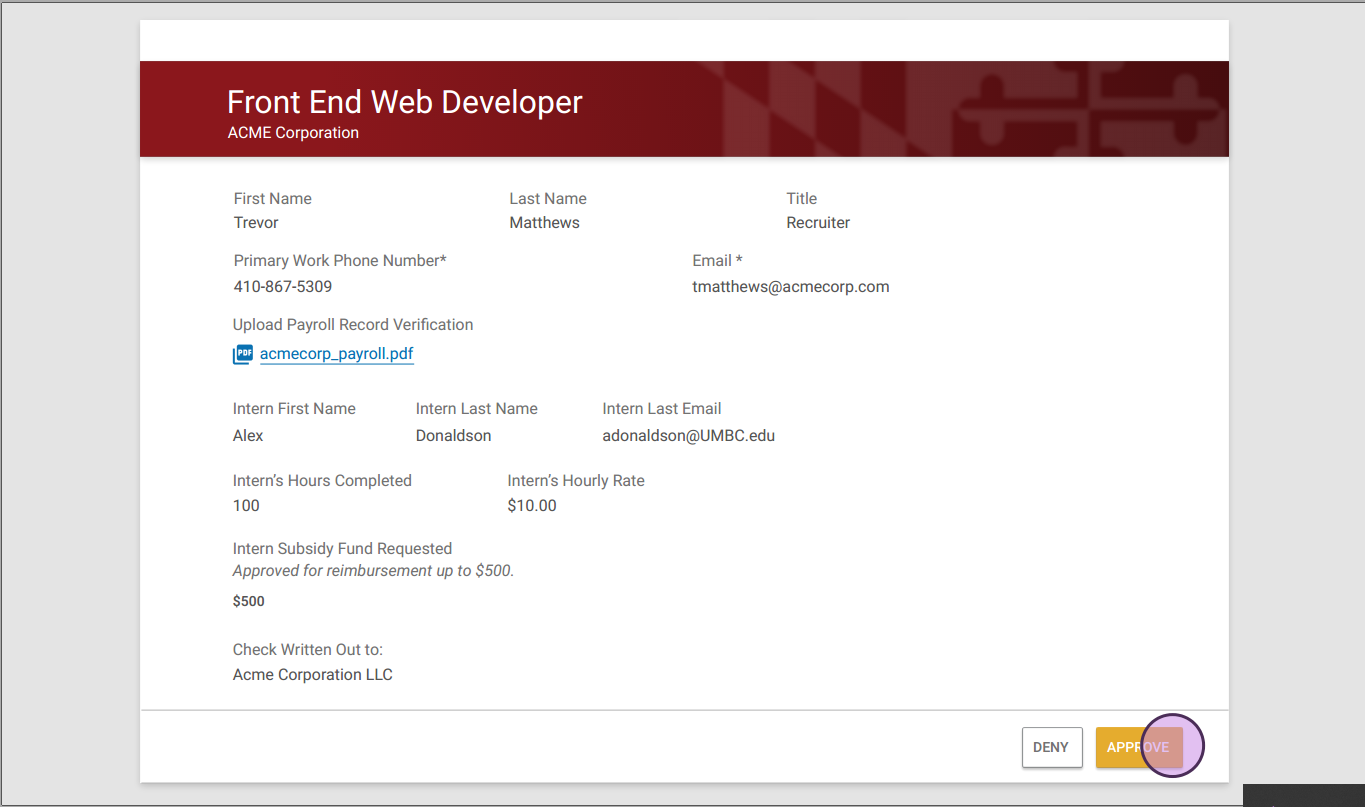 Front End Web Developer
ACME Corporation
First Name Last Name Title
Trevor Matthews Recruiter
Primary Work Phone Number* Email *
410-867-5309 tmatthews@acmecorp.com
Upload Payroll Record Verification
PDF acmecorp_payroll.pdf
Intern First Name Intern Last Name Intern Last Email
Alex Donaldson adonaldson@UMBC.edu
Intern’s Hours Completed Intern’s Hourly Rate
100 $10.00
Intern Subsidy Fund Requested
Approved for reimbursement up to $500.
$500
Check Written Out to:
Acme Corporation LLC
DENY APPROVE